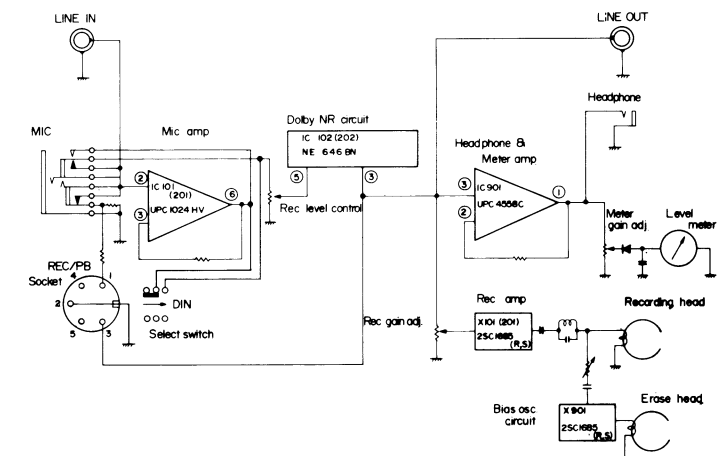 LINE IN
LINE OUT
Headphone
Dolby NR circuit
MIC
Mic amp
IC 102 (202)
NE 646 BN
Headphone &
Meter amp
5
3
2
IC 101
(201)
6
UPC 1024 HV
3
Rec level control
3
IC 901
1
UPC 4558C
2
Meter
gain adj
Level
meter
REC/PB
Socket
4
1
2
5
3
DIN
Select switch
Rec gain adj.
Rec amp
X101 (201)
2SC1685
(R,S)
Recording head
Bias osc
circuit
X 901
2SC1685
(R,S)
Erase head